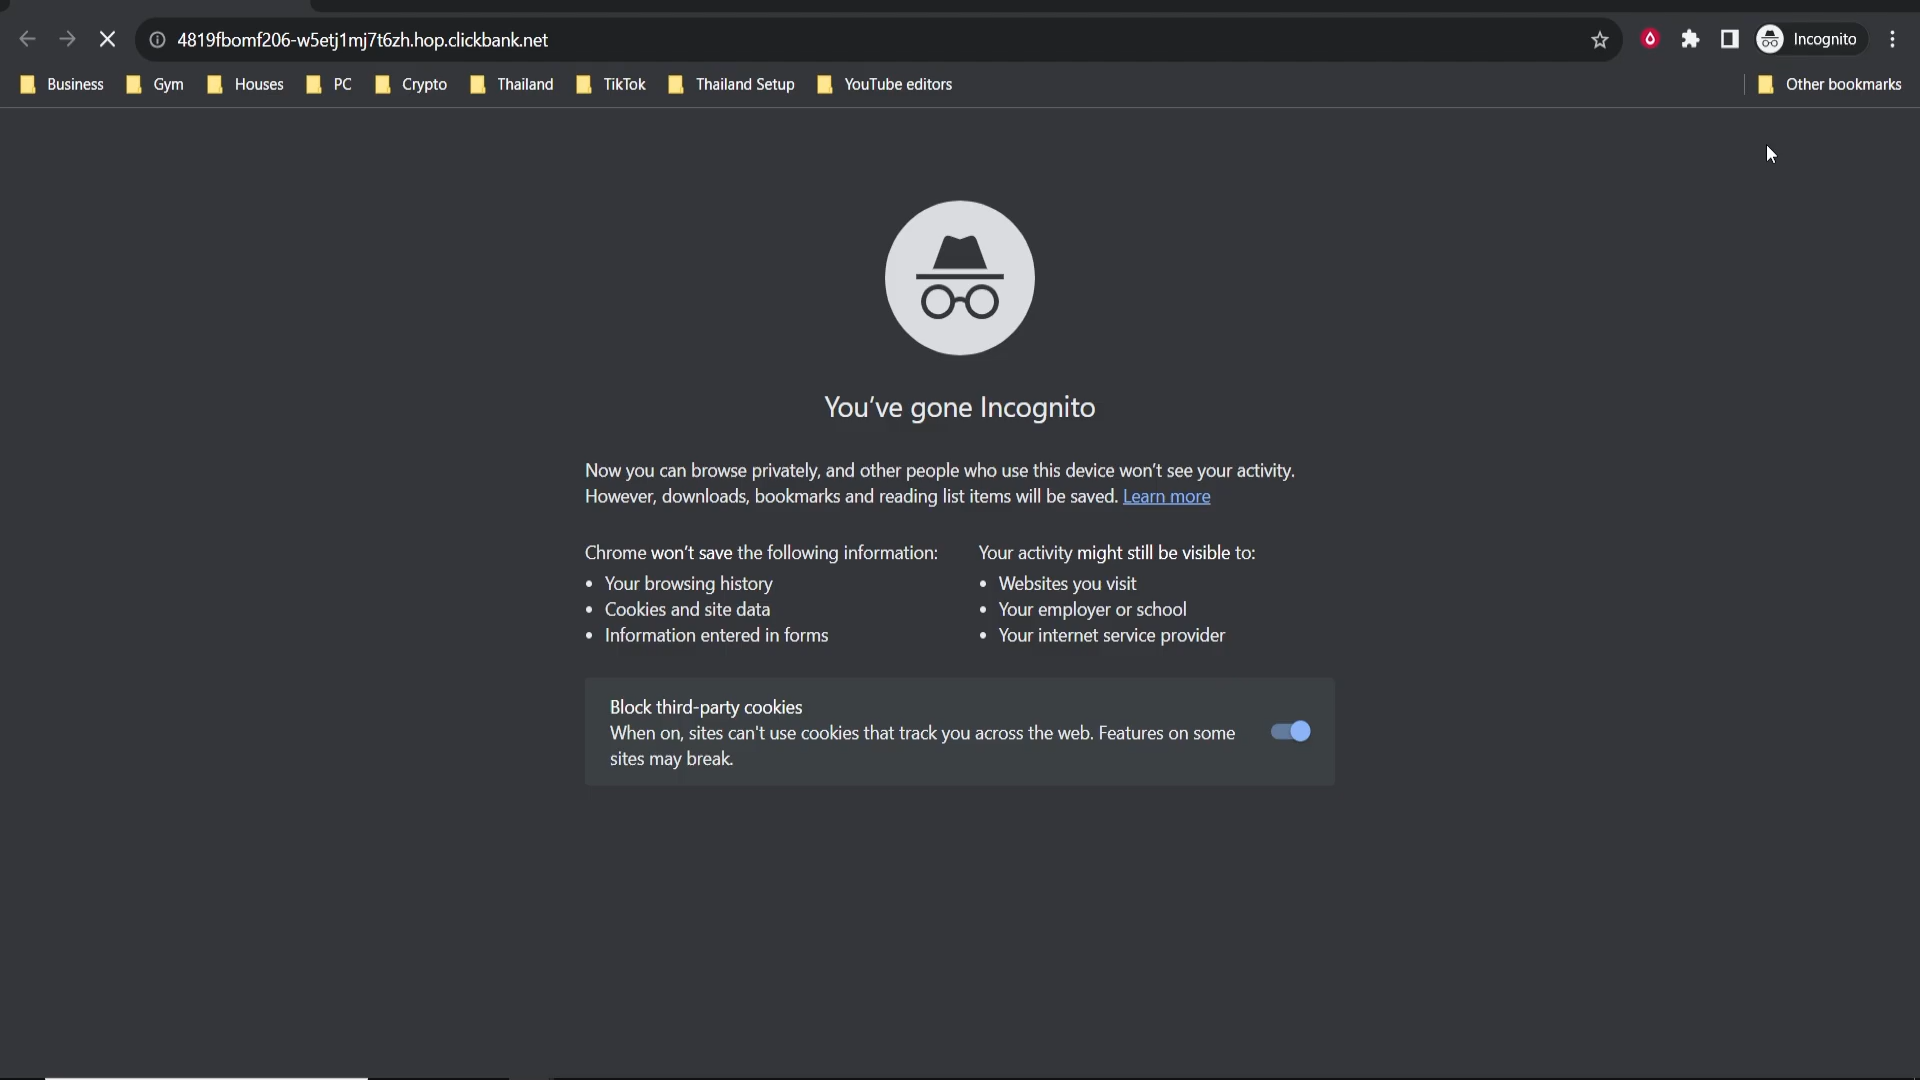 4819fbomf206-w5etj1mj7t6zh.hop.clickbank.net
Incognito
Business
Gym
Houses
PC
Crypto
Thailand
TikTok
Thailand Setup
YouTube editors
Other bookmarks
You've gone Incognito
Now you can browse privately, and other people who use this device won't see your activity.
However, downloads, bookmarks and reading list items will be saved. Learn more
Chrome won't save the following information:
• Your browsing history
• Cookies and site data
• Information entered in forms
Your activity might still be visible to:
• Websites you visit
• Your employer or school
• Your internet service provider
Block third-party cookies
When on, sites can't use cookies that track you across the web. Features on some
sites may break.